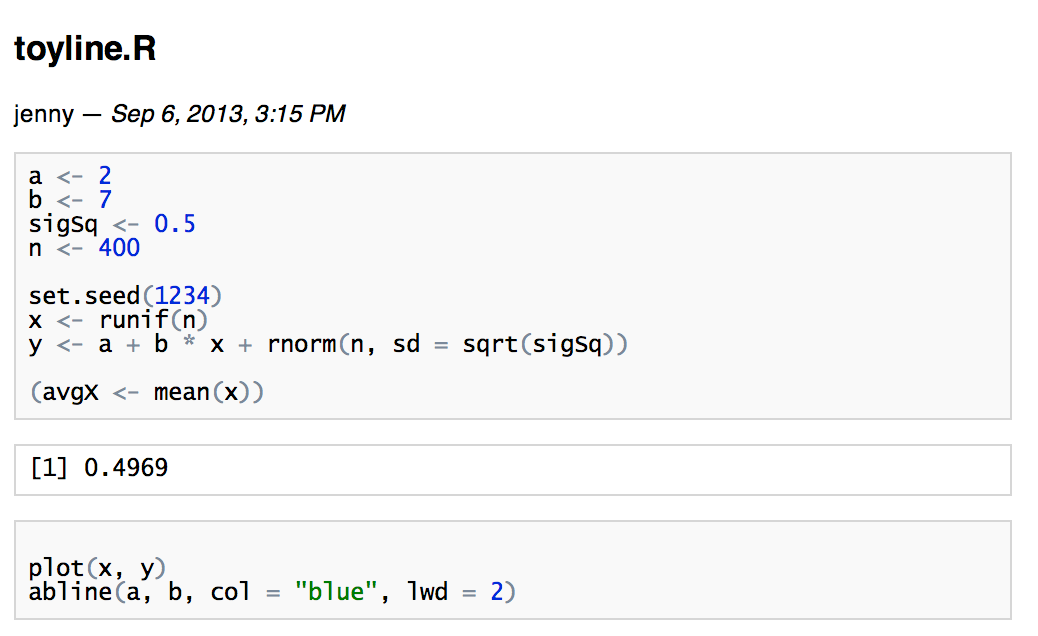 toyline.R
jenny — Sep 6, 2013, 3:15 PM
a <- 2
b <- 7
sigSq <- 0.5
n <- 400
set.seed(1234)
x <- runif(n)
y <- a + b * x + rnorm(n, sd = sqrt(sigSq))
(avgX <- mean(x))
[1] 0.4969
plot(x, y)
abline(a, b, col = "blue", lwd = 2)